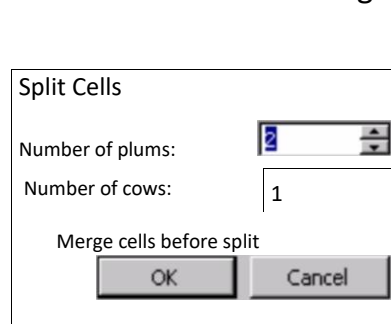 Split Cells
Number of plums: 2
Number of cows: 1
Merge cells before split
OK Cancel